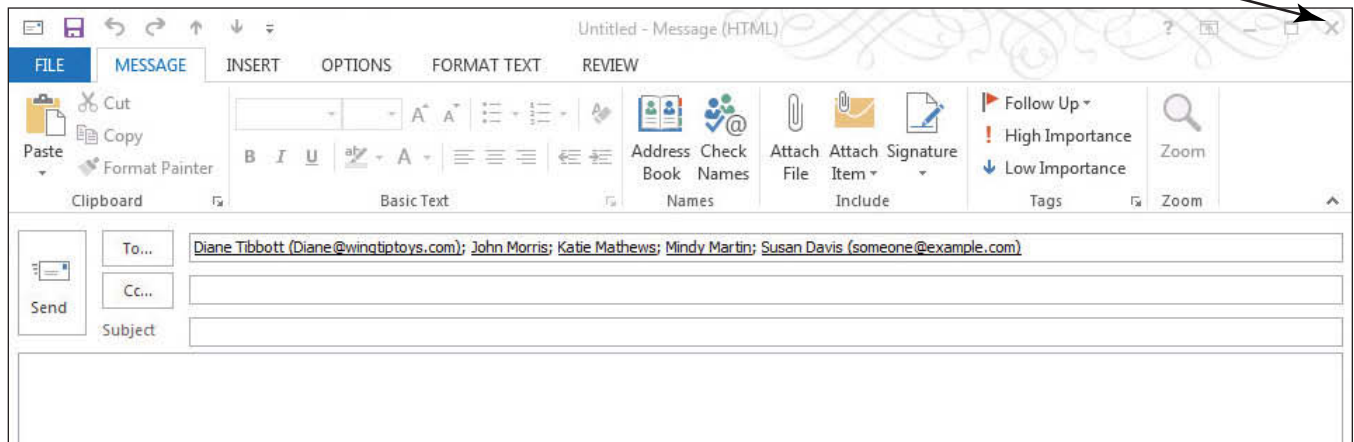 Untitled - Message (HTML) ?
FILE MESSAGE INSERT OPTIONS FORMAT TEXT REVIEW
Cut
Copy
Format Painter
Paste
A A A
B I U ab A
Address Book
Check Names
Attach File
Attach Item
Signature
Follow Up
! High Importance
Low Importance
Zoom
Clipboard Basic Text Names Include Tags Zoom
To... Diane Tibbott (Diane@wingtiptoys.com); John Morris; Katie Mathews; Mindy Martin; Susan Davis (someone@example.com)
Cc...
Send
Subject